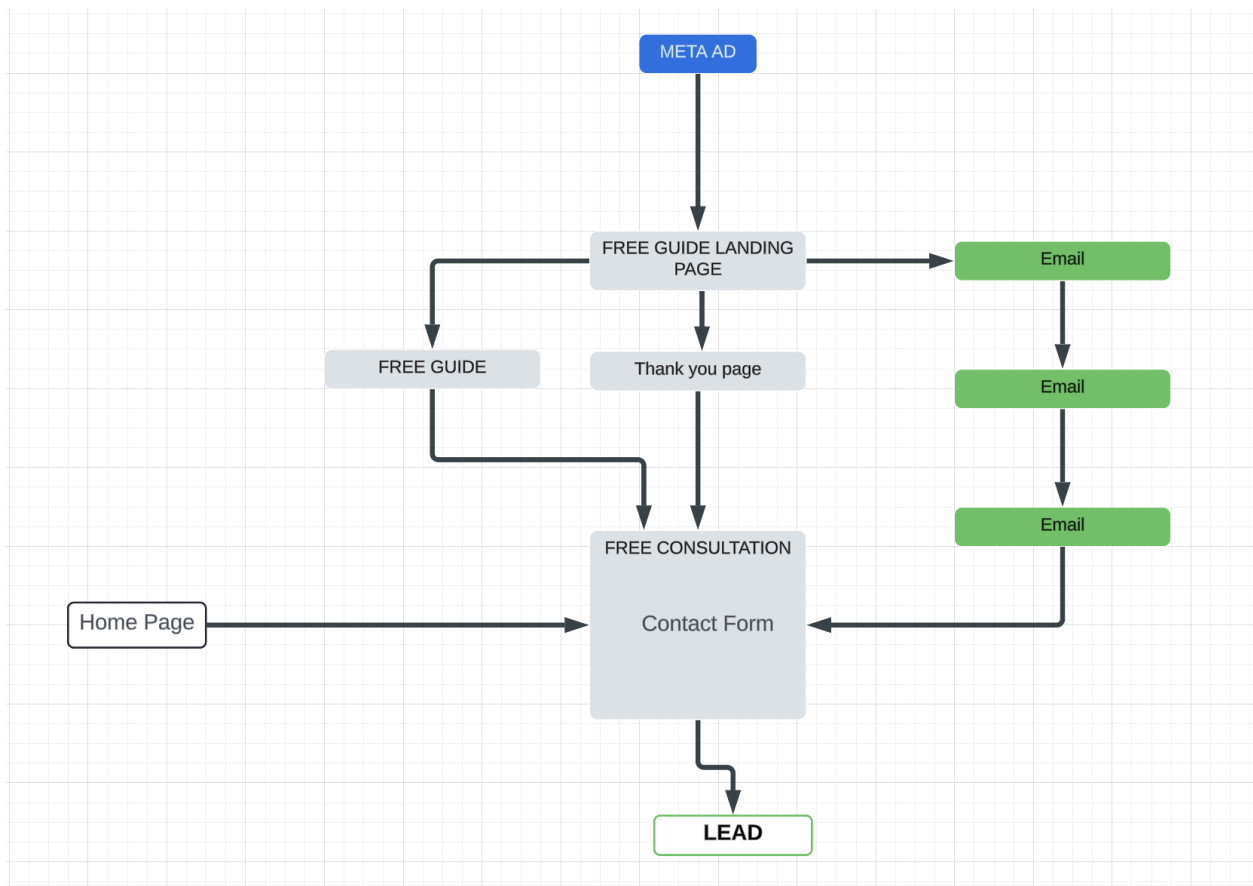 META AD
FREE GUIDE LANDING
PAGE
Email
FREE GUIDE
Thank you page
Email
Email
FREE CONSULTATION
Home Page
Contact Form
LEAD